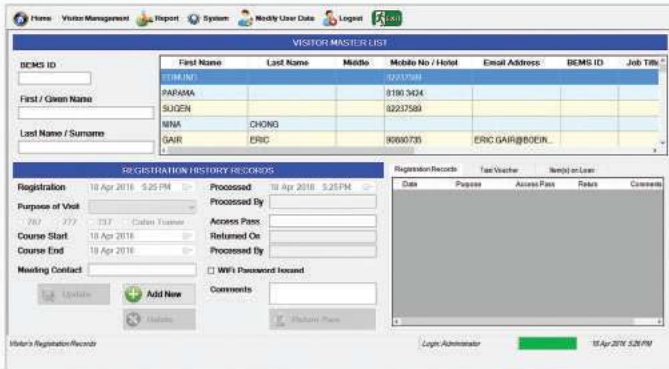 Home Visitor Management Report System Modify User Data Logout EXIT
VISITOR MASTER LIST
BEMS ID
First / Given Name
Last Name / Surname
First Name Last Name Middle Mobile No / Hotel Email Address BEMS ID Job Title
EDMUND 82237589
PAPAMA 8190 3424
SUGEN 82237589
NINA CHONG
GAIR ERIC ERIC GAIR@BOEIN...
REGISTRATION HISTORY RECORDS
Registration 18 Apr 2016 5:25 PM Processed 18 Apr 2016 5:25 PM
Purpose of Visit Processed By
787 777 737 Cabin Trainer Access Pass
Course Start 18 Apr 2016 Returned On
Course End 18 Apr 2016 Processed By
Meeting Contact WiFi Password Issued
Update Add New Comments
Delete Return Pass
Registration Records Taxi Voucher Item(s) on Loan
Date Purpose Access Pass Return Comments
Visitor's Registration Records Login: Administrator 18 Apr 2016 5:26 PM